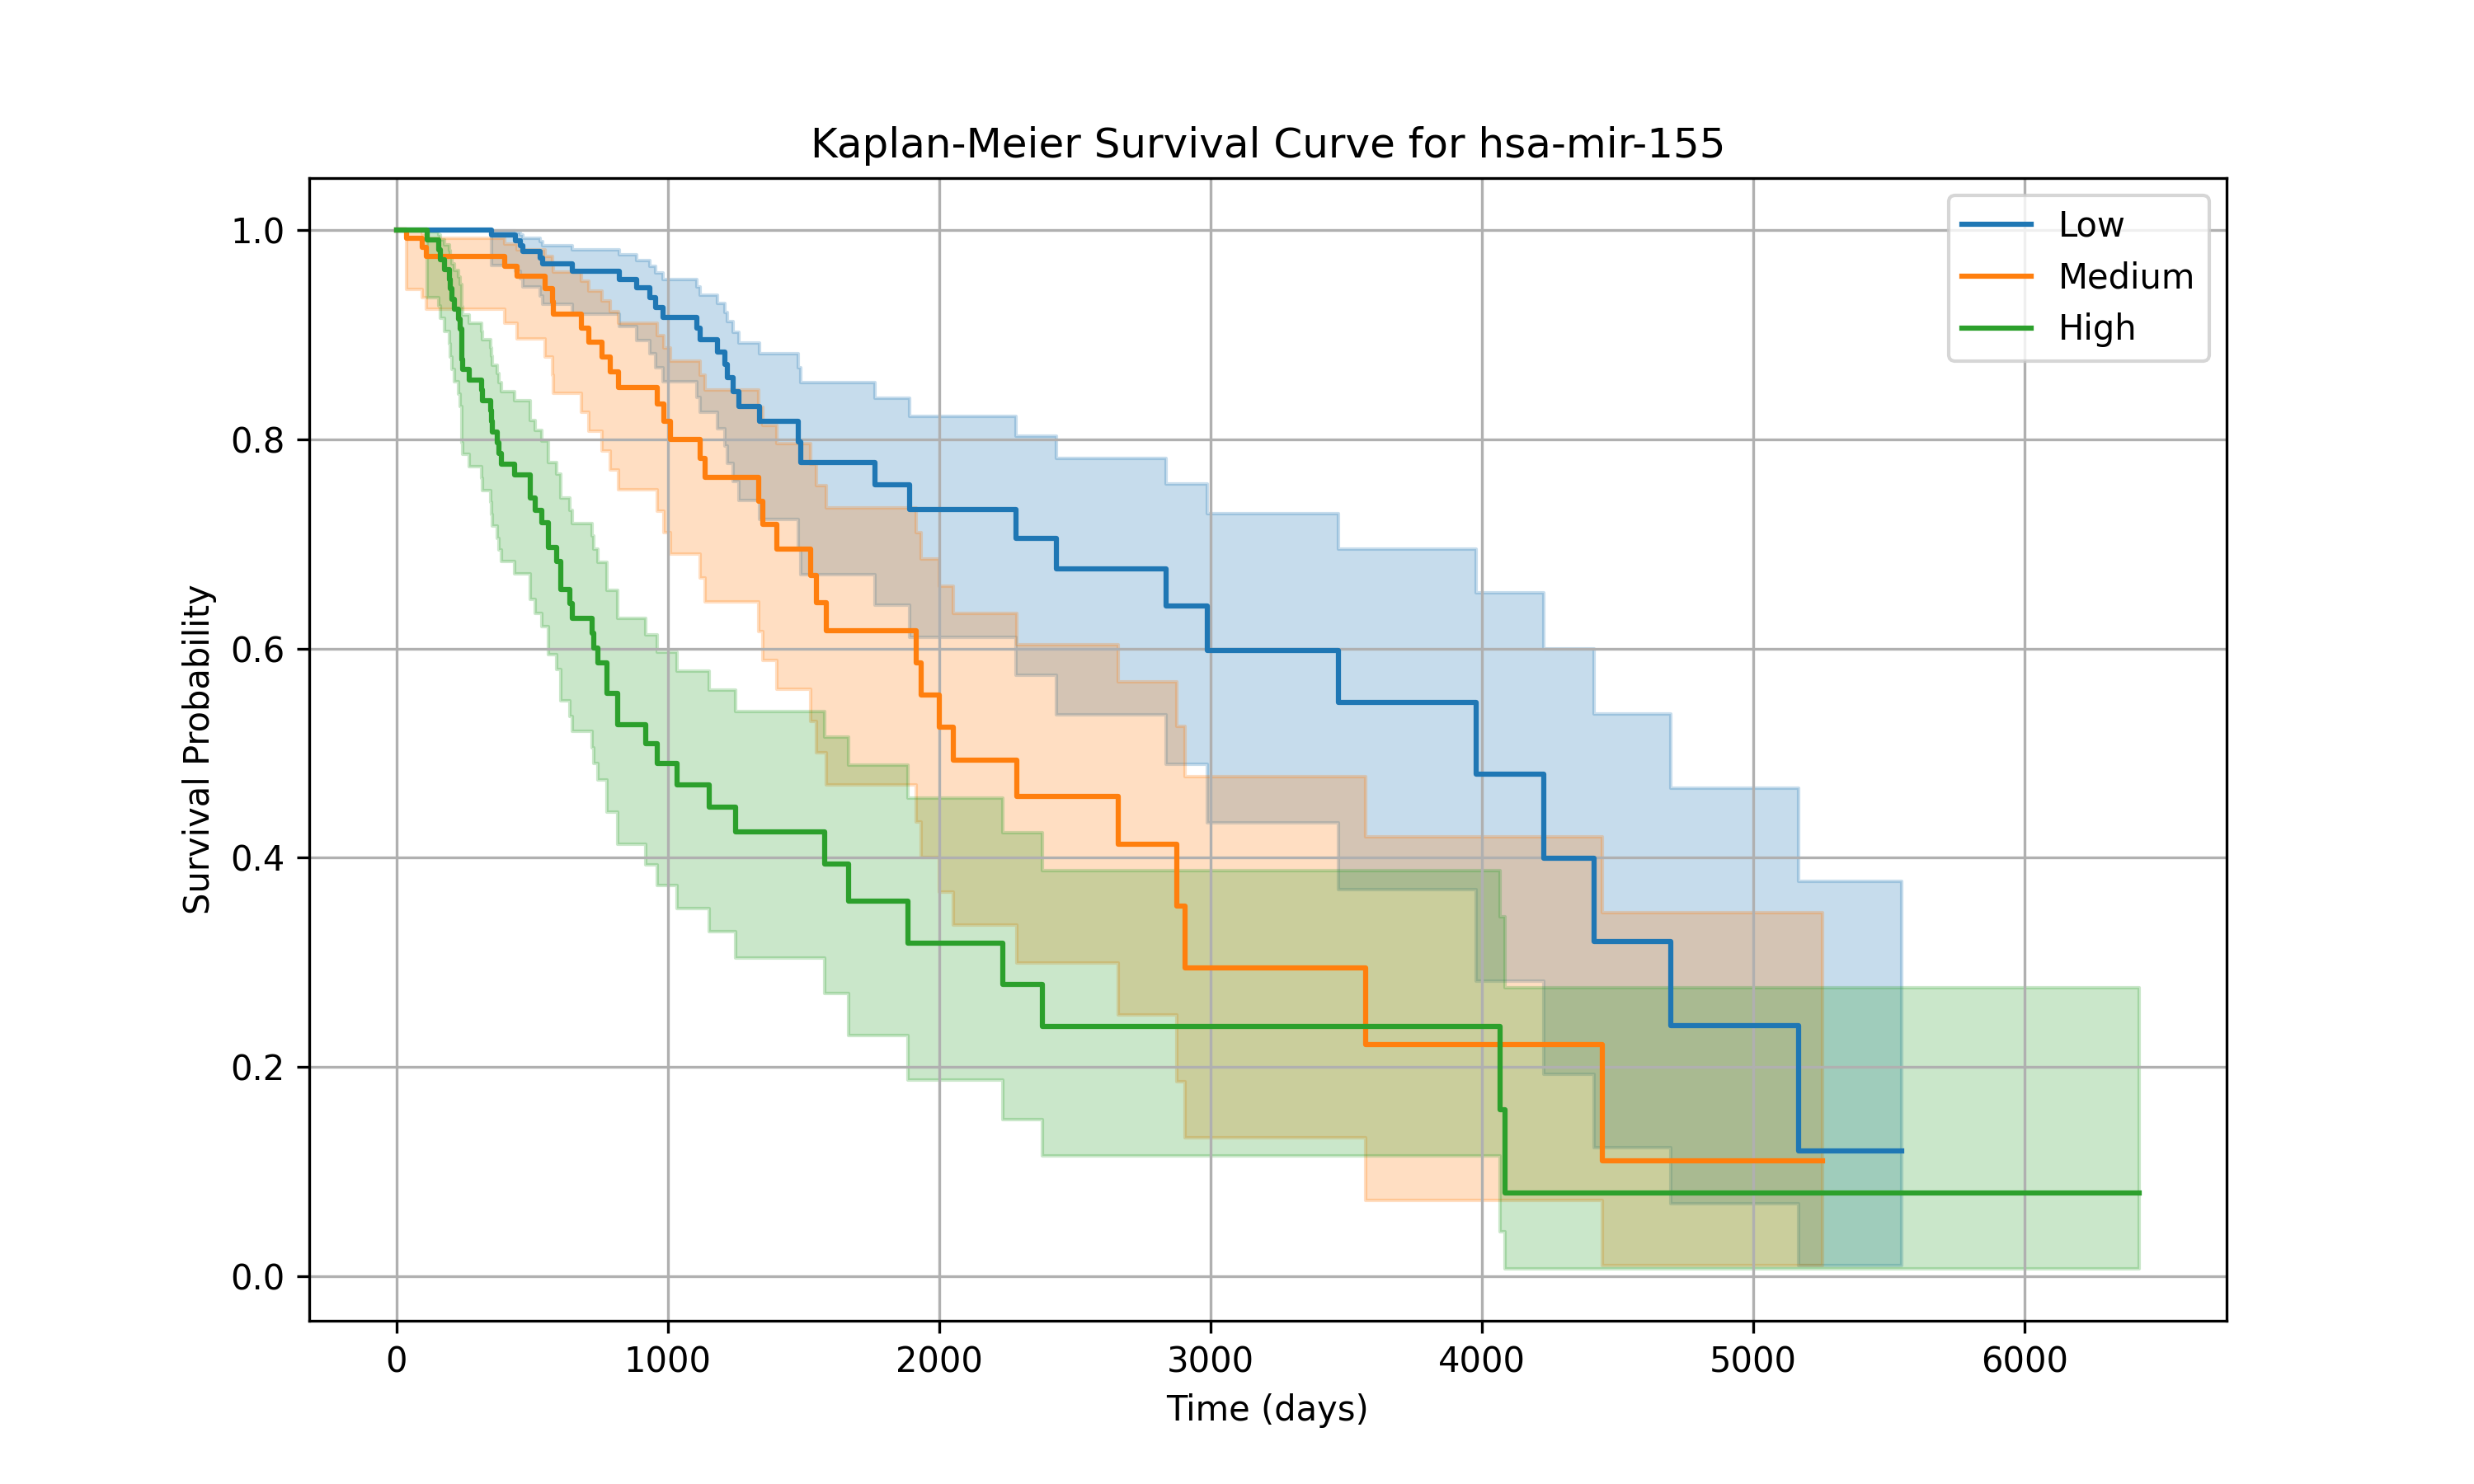 Kaplan-Meier Survival Curve for hsa-mir-155
Low
Medium
High
Survival Probability
1.0
0.8
0.6
0.4
0.2
0.0
0 1000 2000 3000 4000 5000 6000
Time (days)